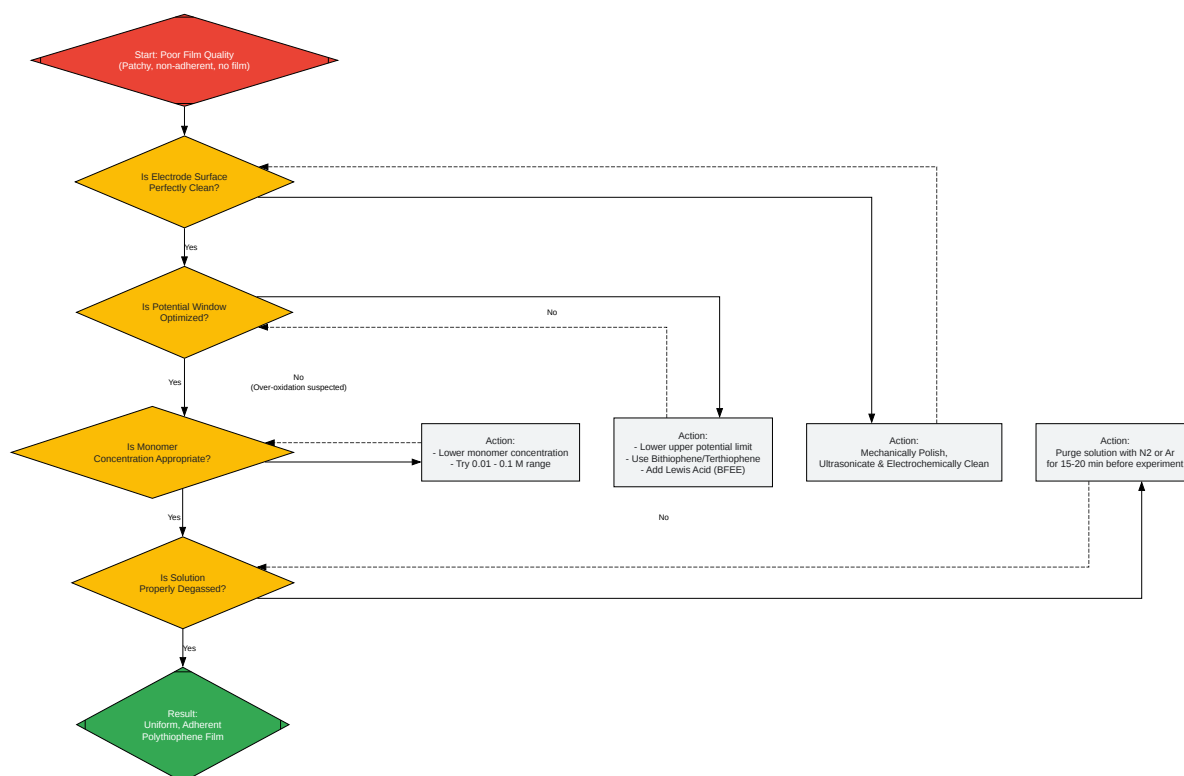 Start: Poor Film Quality
(Patchy, non-adherent, no film)
Is Electrode Surface
Perfectly Clean?
Yes
Is Potential Window
Optimized?
No
Yes
No
(Over-oxidation suspected)
Is Monomer
Concentration Appropriate?
Action:
- Lower monomer concentration
- Try 0.01 - 0.1 M range
Action:
- Lower upper potential limit
- Use Bithiophene/Terthiophene
- Add Lewis Acid (BFEE)
Action:
Mechanically Polish,
Ultrasonicate & Electrochemically Clean
Action:
Purge solution with N2 or Ar
for 15-20 min before experiment
Yes
No
Is Solution
Properly Degassed?
Yes
Result:
Uniform, Adherent
Polythiophene Film